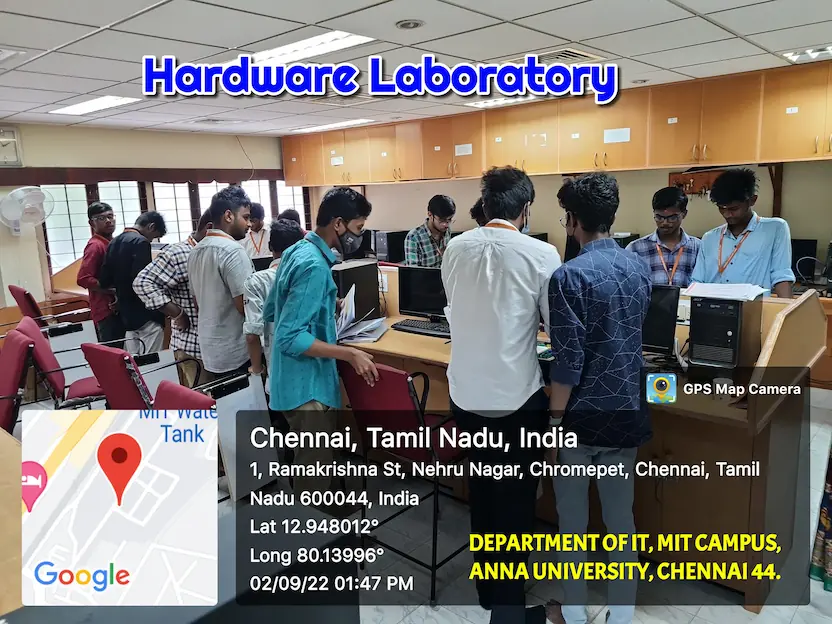 Hardware Laboratory
GPS Map Camera
MIT Wate
Tank
Google
Chennai, Tamil Nadu, India
1, Ramakrishna St, Nehru Nagar, Chromepet, Chennai, Tamil
Nadu 600044, India
Lat 12.948012°
Long 80.13996°
02/09/22 01:47 PM
DEPARTMENT OF IT, MIT CAMPUS,
ANNA UNIVERSITY, CHENNAI 44.